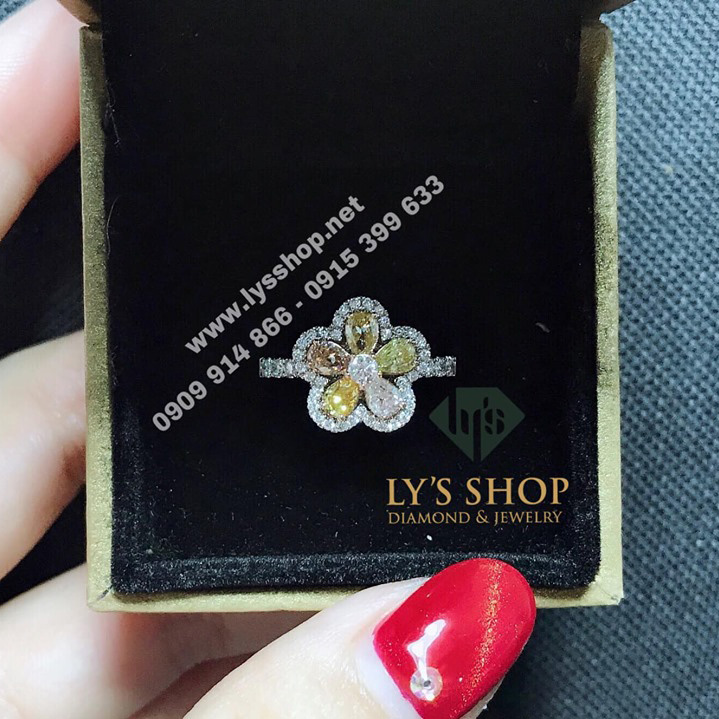 www.lysshop.net
0909 914 866 - 0915 399 633
ly's
LY'S SHOP
DIAMOND & JEWELRY